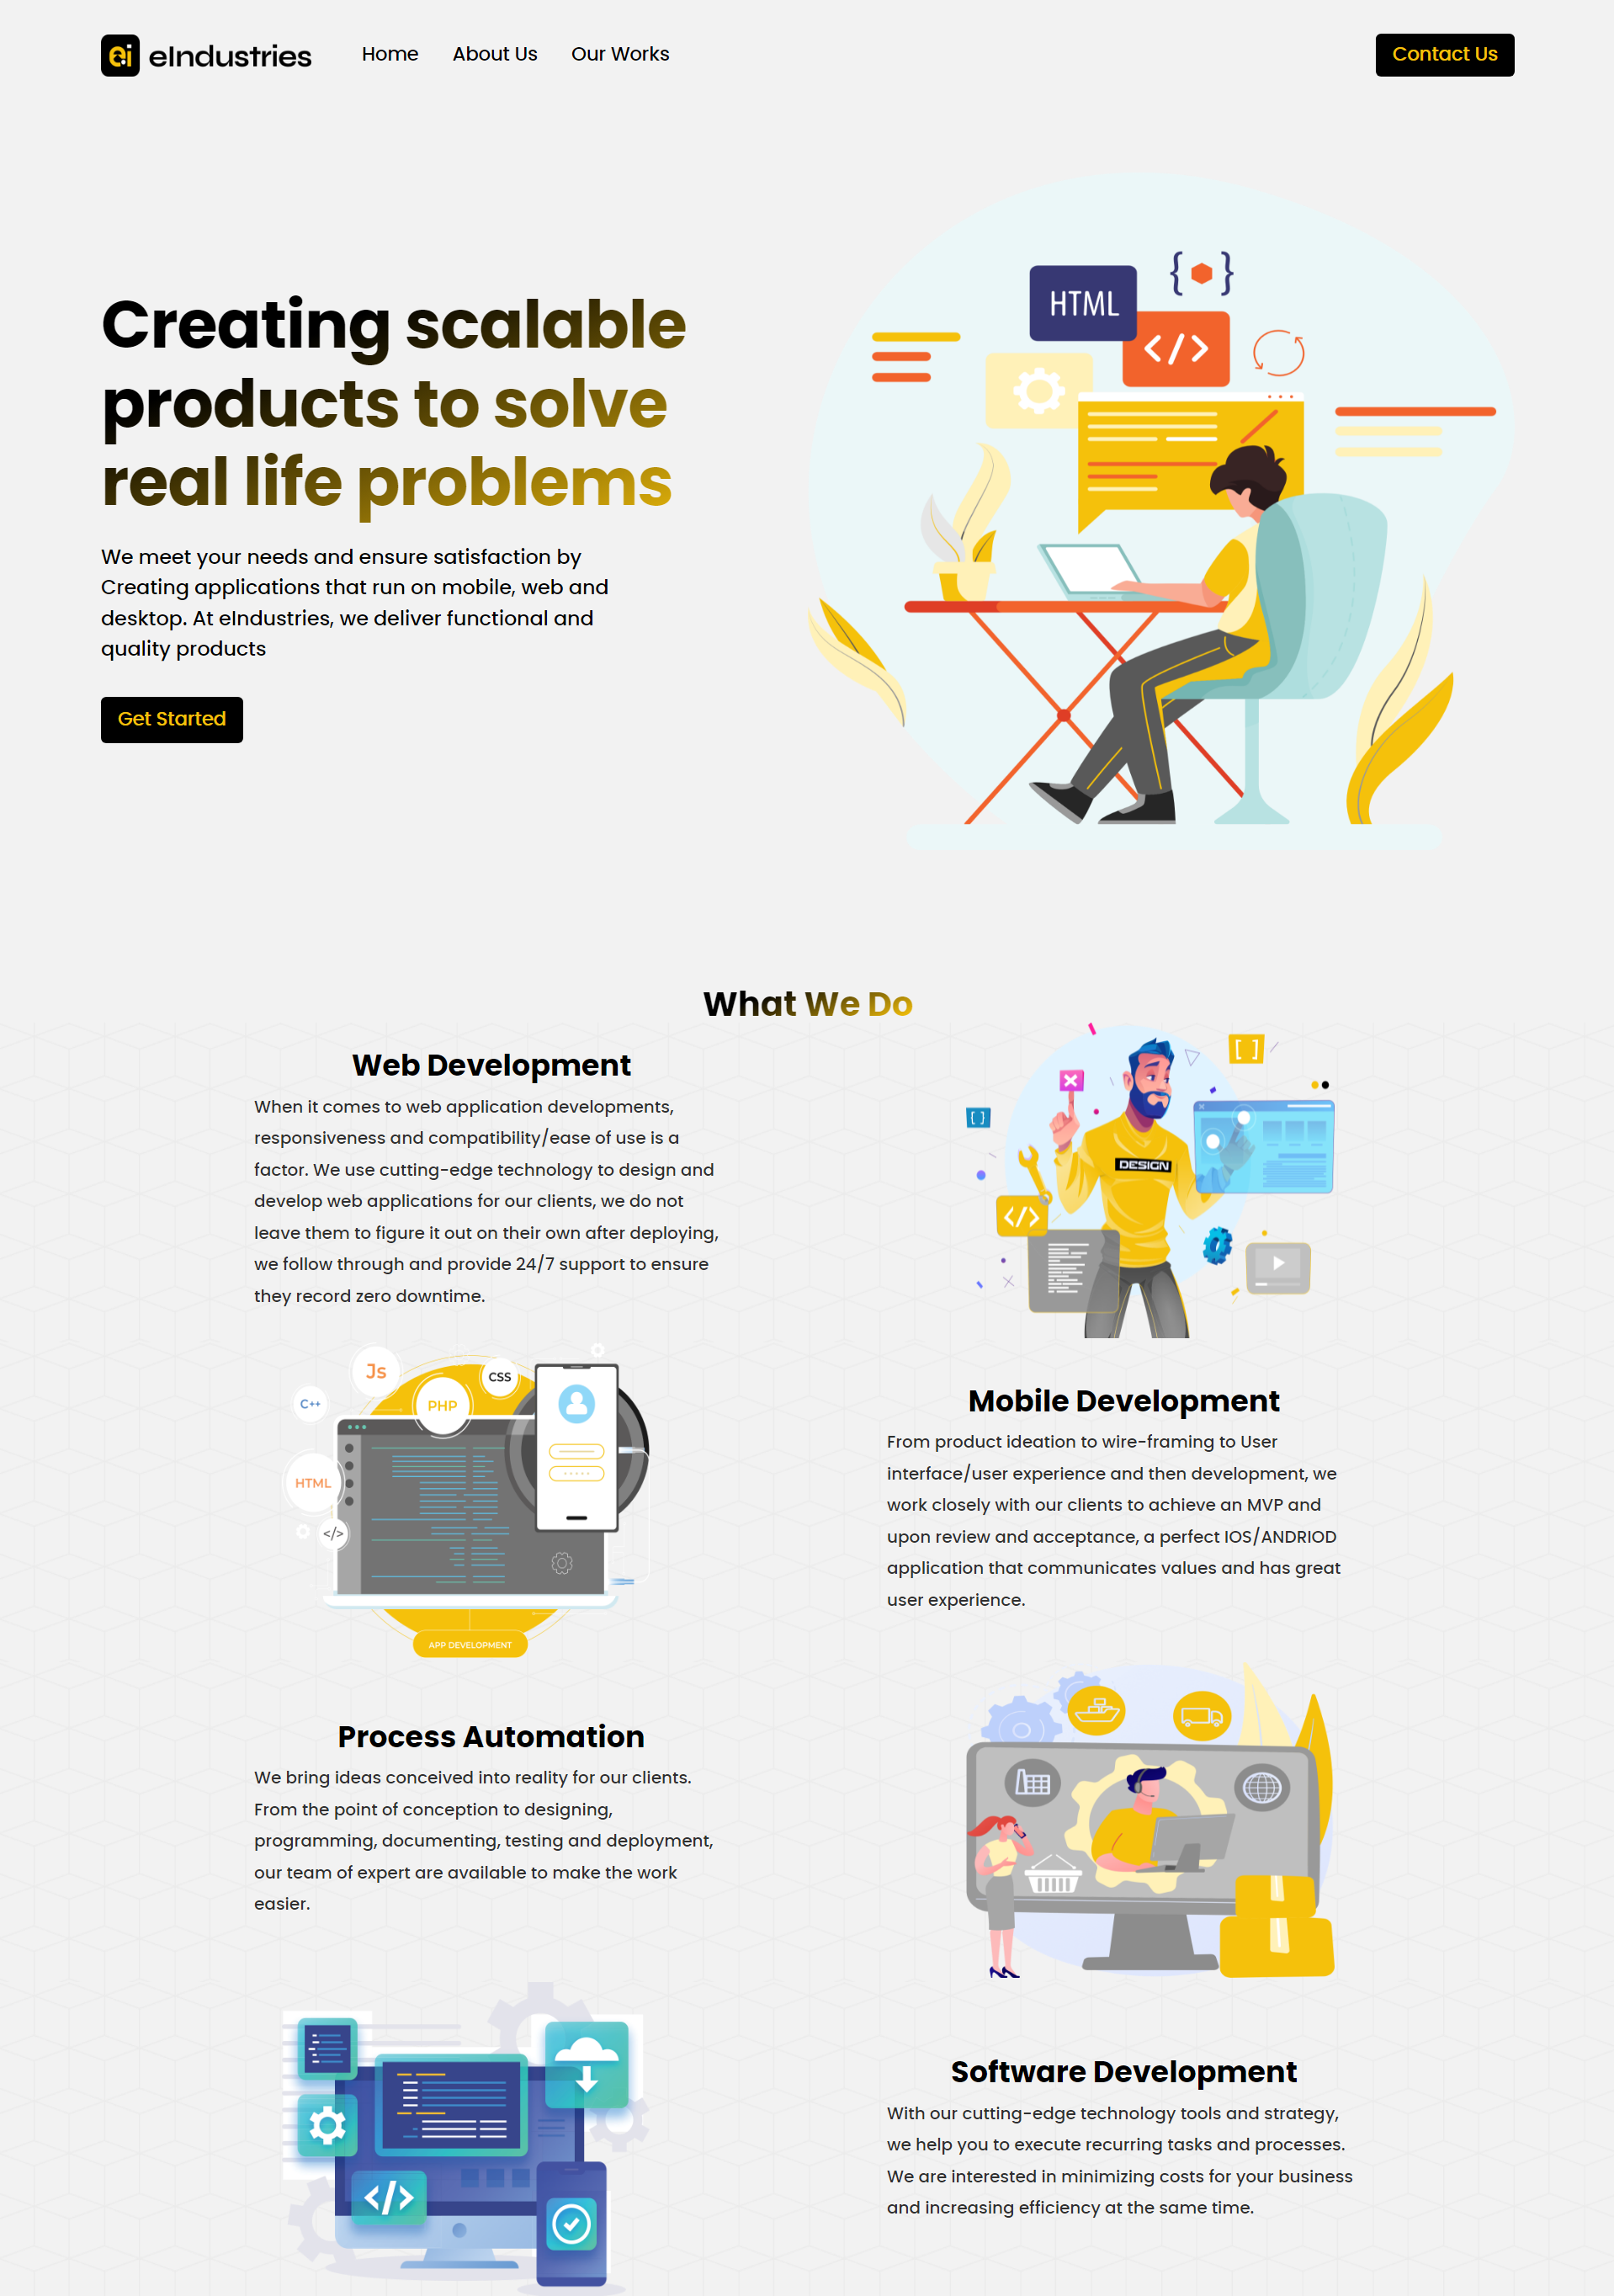 eIndustries
Home
About Us
Our Works
Contact Us
Creating scalable
products to solve
real life problems
We meet your needs and ensure satisfaction by
Creating applications that run on mobile, web and
desktop. At eIndustries, we deliver functional and
quality products
Get Started
HTML
</>
What We Do
Web Development
When it comes to web application developments,
responsiveness and compatibility/ease of use is a
factor. We use cutting-edge technology to design and
develop web applications for our clients, we do not
leave them to figure it out on their own after deploying,
we follow through and provide 24/7 support to ensure
they record zero downtime.
DESIGN
</>
Js
CSS
C++
PHP
HTML
</>
APP DEVELOPMENT
Mobile Development
From product ideation to wire-framing to User
interface/user experience and then development, we
work closely with our clients to achieve an MVP and
upon review and acceptance, a perfect IOS/ANDRIOD
application that communicates values and has great
user experience.
Process Automation
We bring ideas conceived into reality for our clients.
From the point of conception to designing,
programming, documenting, testing and deployment,
our team of expert are available to make the work
easier.
</>
Software Development
With our cutting-edge technology tools and strategy,
we help you to execute recurring tasks and processes.
We are interested in minimizing costs for your business
and increasing efficiency at the same time.